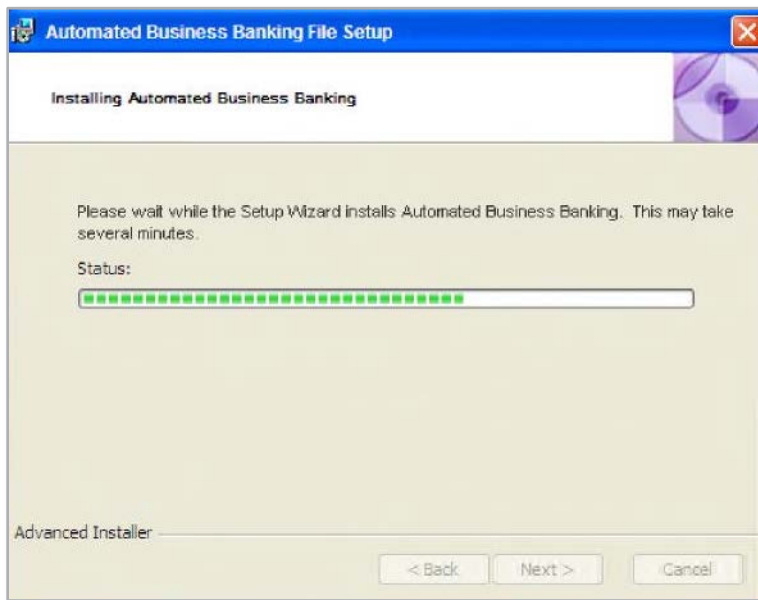 Automated Business Banking File Setup
Installing Automated Business Banking
Please wait while the Setup Wizard installs Automated Business Banking. This may take
several minutes.
Status:
Advanced Installer
< Back Next > Cancel